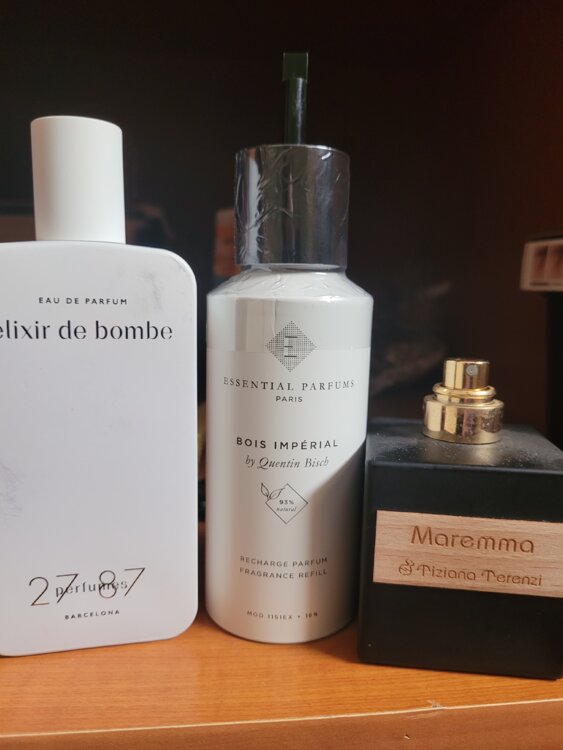 EAU DE PARFUM
elixir de bombe
27 87
perfumes
BARCELONA
E
ESSENTIAL PARFUMS
PARIS
BOIS IMPÉRIAL
by Quentin Bisch
93%
natural
RECHARGE PARFUM
FRAGRANCE REFILL
Maremma
Tiziana Terenzi